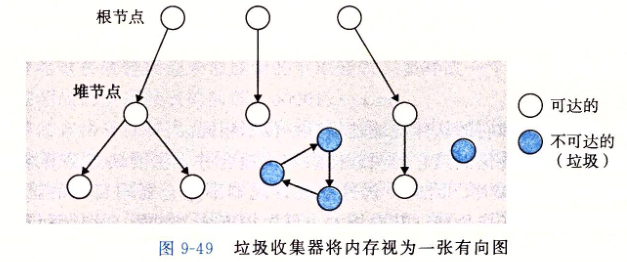 根节点
堆节点
可达的
不可达的
（垃圾）
图 9-49 垃圾收集器将内存视为一张有向图